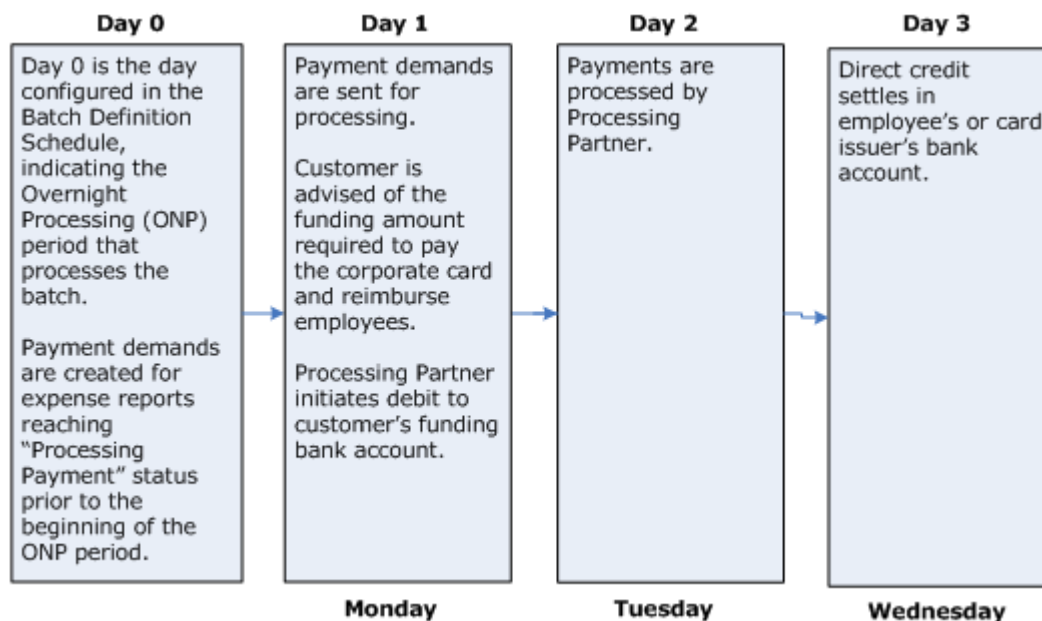 Day 0
Day 0 is the day
configured in the
Batch Definition
Schedule,
indicating the
Overnight
Processing (ONP)
period that
processes the
batch.
Payment demands
are created for
expense reports
reaching
“Processing
Payment” status
prior to the
beginning of the
ONP period.
Day 1
Payment demands
are sent for
processing.
Customer is
advised of the
funding amount
required to pay
the corporate card
and reimburse
employees.
Processing Partner
initiates debit to
customer’s funding
bank account.
Monday
Day 2
Payments are
processed by
Processing
Partner.
Tuesday
Day 3
Direct credit
settles in
employee’s or card
issuer’s bank
account.
Wednesday